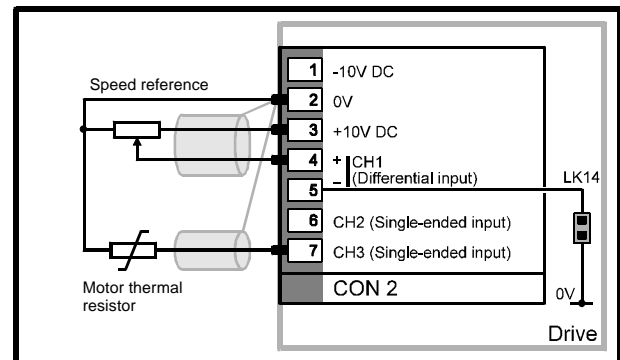 Speed reference
1 -10V DC
2 0V
3 +10V DC
4 + CH1
– (Differential input)
5
LK14
6 CH2 (Single-ended input)
7 CH3 (Single-ended input)
Motor thermal
resistor
CON 2
0V
Drive